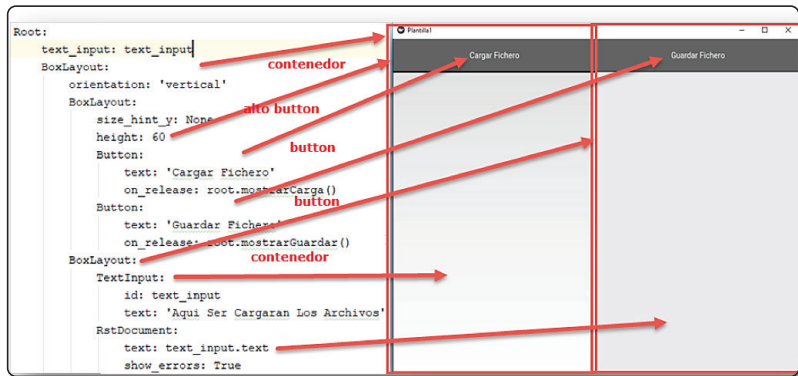 Root:
text_input: text_input
BoxLayout:
orientation: 'vertical'
BoxLayout:
size_hint_y: None
height: 60
Button:
text: 'Cargar Fichero'
on_release: root.mostrarCarga()
Button:
text: 'Guardar Fichero'
on_release: root.mostrarGuardar()
BoxLayout:
TextInput:
id: text_input
text: 'Aqui Ser Cargaran Los Archivos'
RstDocument:
text: text_input.text
show_errors: True
contenedor
alto button
button
button
contenedor
Plantilla1
Cargar Fichero
Guardar Fichero